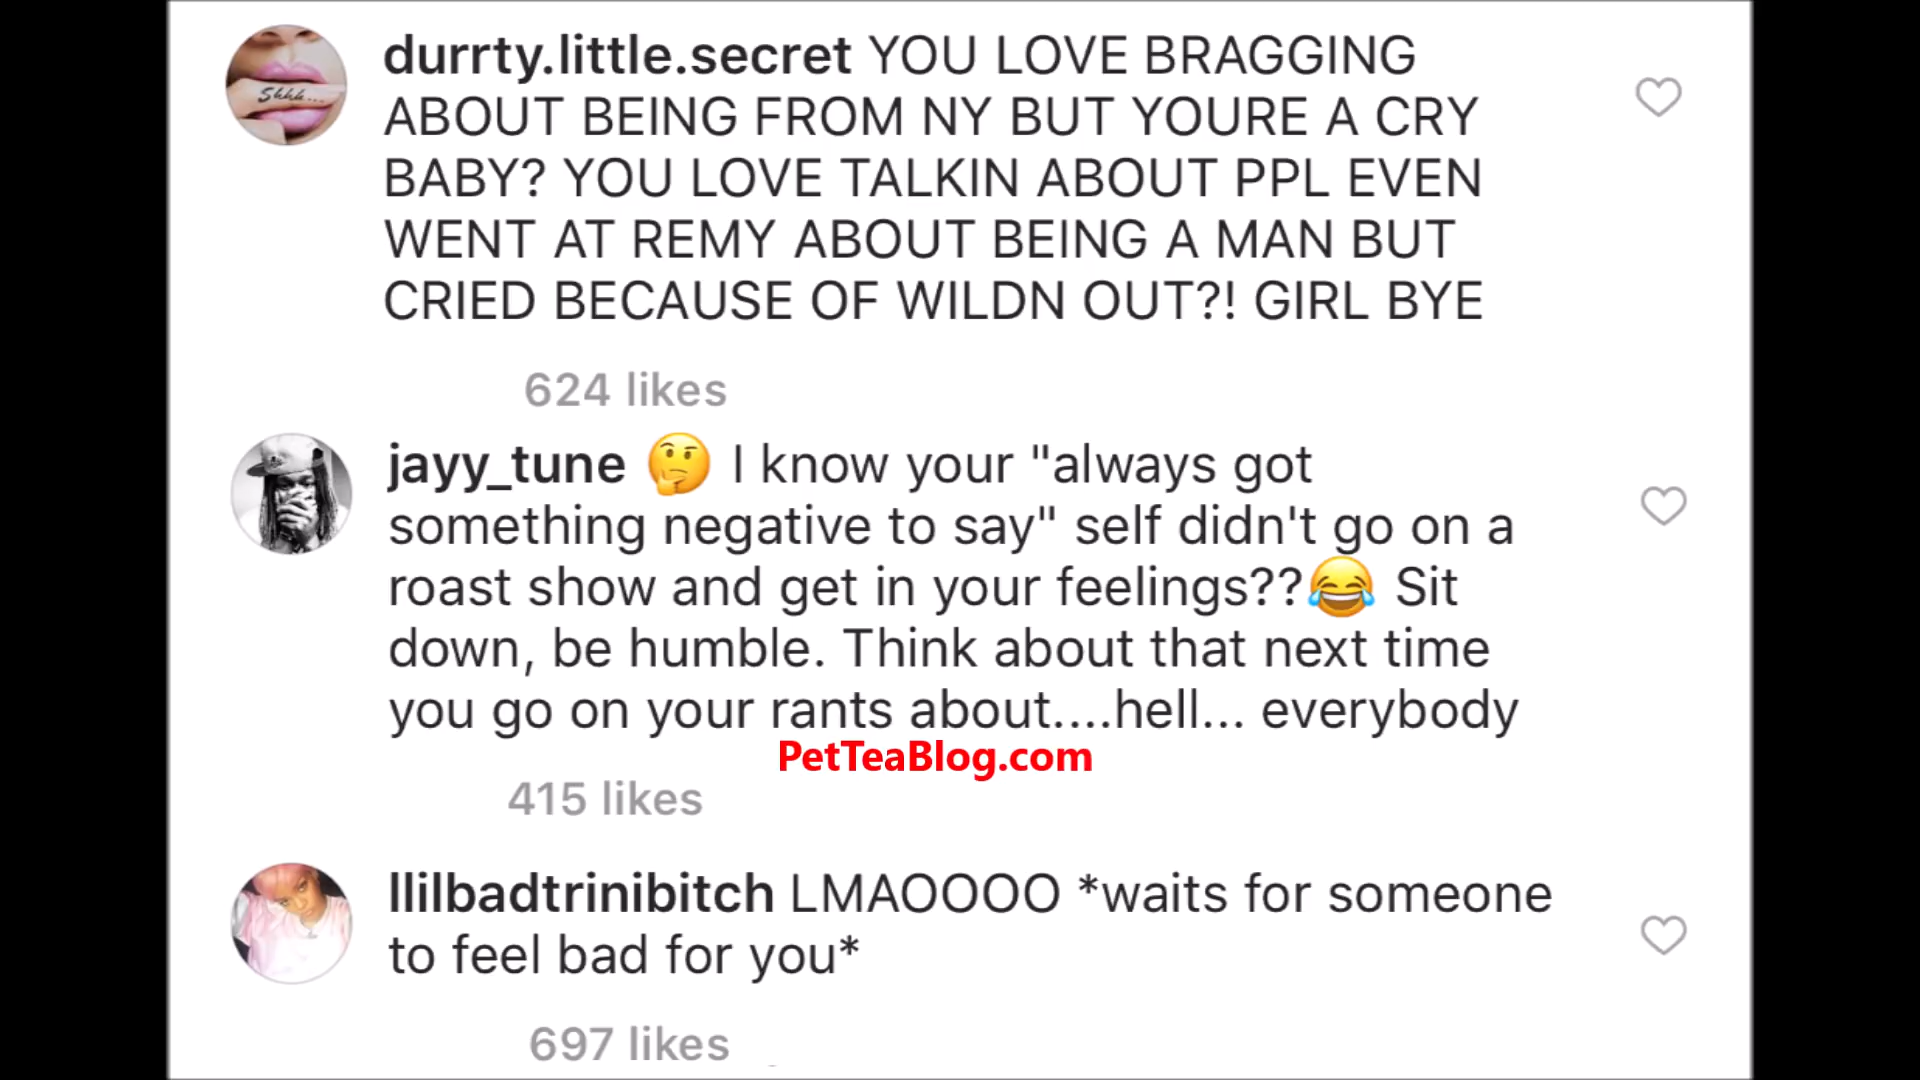 Shhh...
durrty.little.secret YOU LOVE BRAGGING
ABOUT BEING FROM NY BUT YOURE A CRY
BABY? YOU LOVE TALKIN ABOUT PPL EVEN
WENT AT REMY ABOUT BEING A MAN BUT
CRIED BECAUSE OF WILDN OUT?! GIRL BYE
624 likes
jayy_tune 🤔 I know your "always got
something negative to say" self didn't go on a
roast show and get in your feelings??😂 Sit
down, be humble. Think about that next time
you go on your rants about....hell... everybody
PetTeaBlog.com
415 likes
llilbadtrinibitch LMAOOOO *waits for someone
to feel bad for you*
697 likes